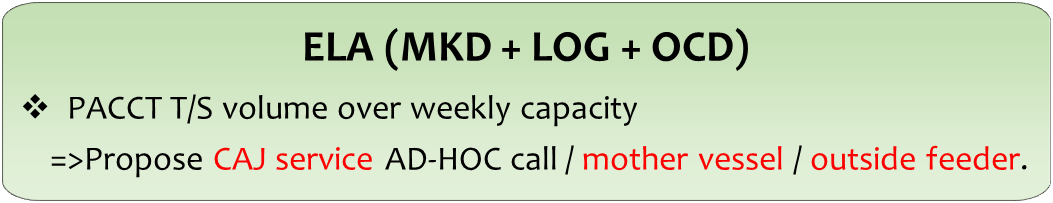 ELA (MKD + LOG + OCD)
❖ PACCT T/S volume over weekly capacity
=>Propose CAJ service AD-HOC call / mother vessel / outside feeder.